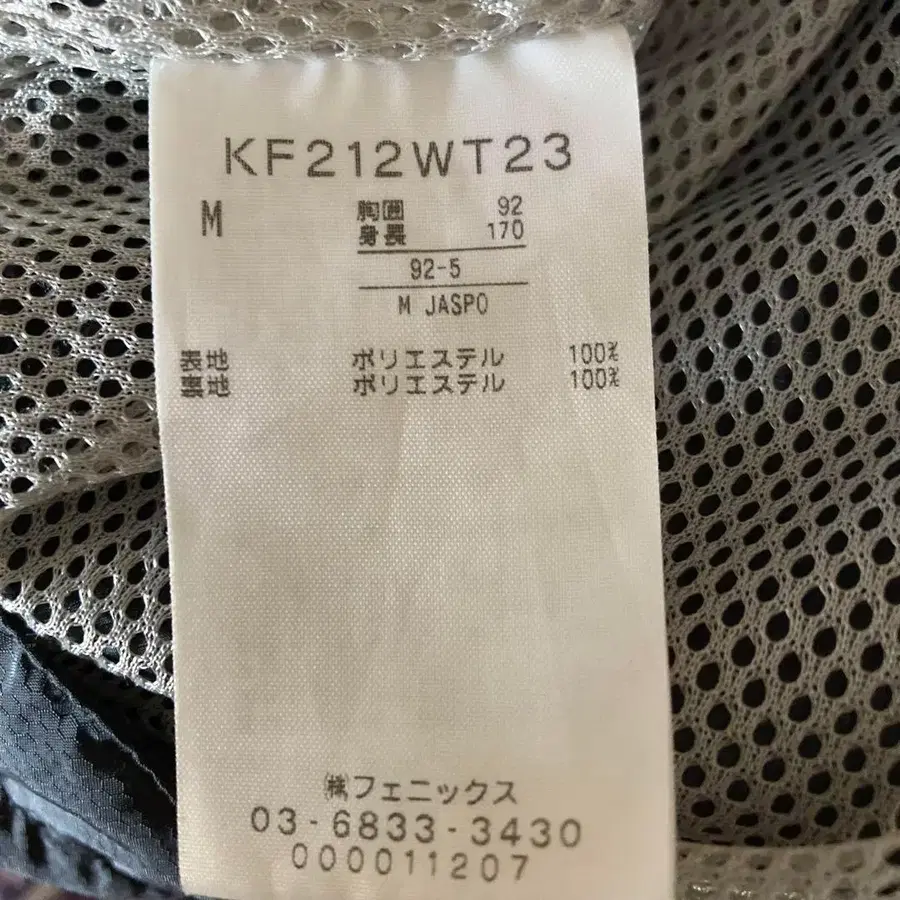 KF212WT23
M 胸囲 92
身長 170
92-5
M JASPO
表地 ポリエステル 100%
裏地 ポリエステル 100%
㈱フェニックス
03-6833-3430
000011207